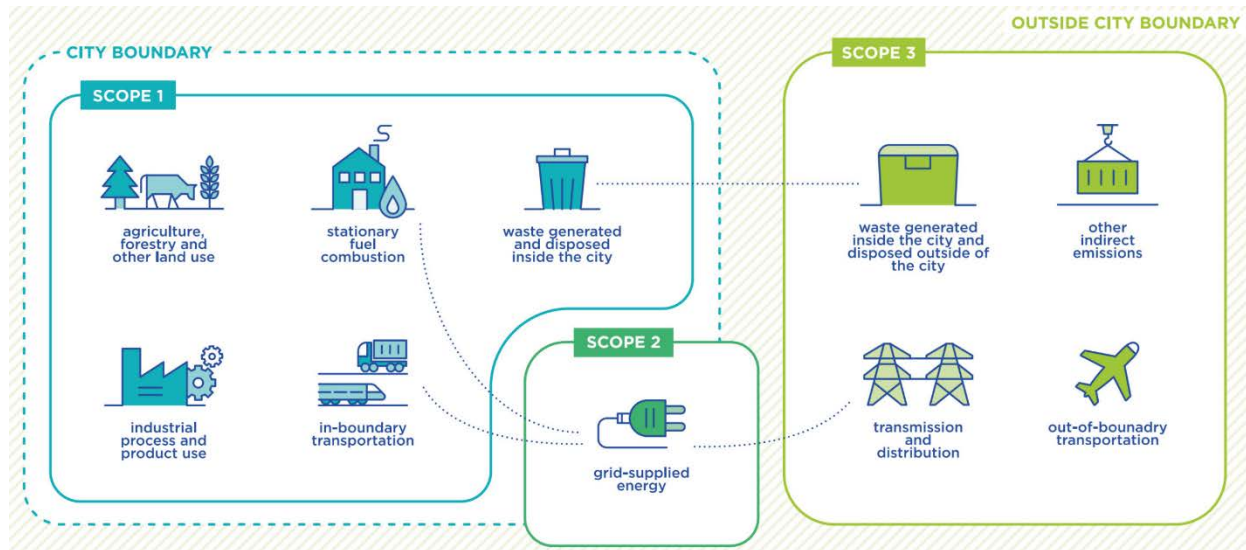 OUTSIDE CITY BOUNDARY
CITY BOUNDARY
SCOPE 1
agriculture,
forestry and
other land use
stationary
fuel
combustion
waste generated
and disposed
inside the city
industrial
process and
product use
in-boundary
transportation
SCOPE 2
grid-supplied
energy
SCOPE 3
waste generated
inside the city and
disposed outside of
the city
other
indirect
emissions
transmission
and
distribution
out-of-bounadry
transportation